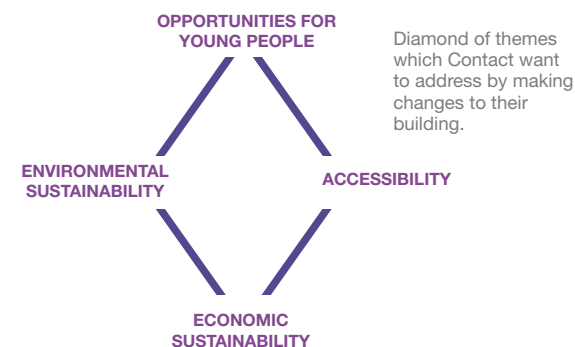 OPPORTUNITIES FOR
YOUNG PEOPLE
Diamond of themes
which Contact want
to address by making
changes to their
building.
ENVIRONMENTAL
SUSTAINABILITY
ACCESSIBILITY
ECONOMIC
SUSTAINABILITY